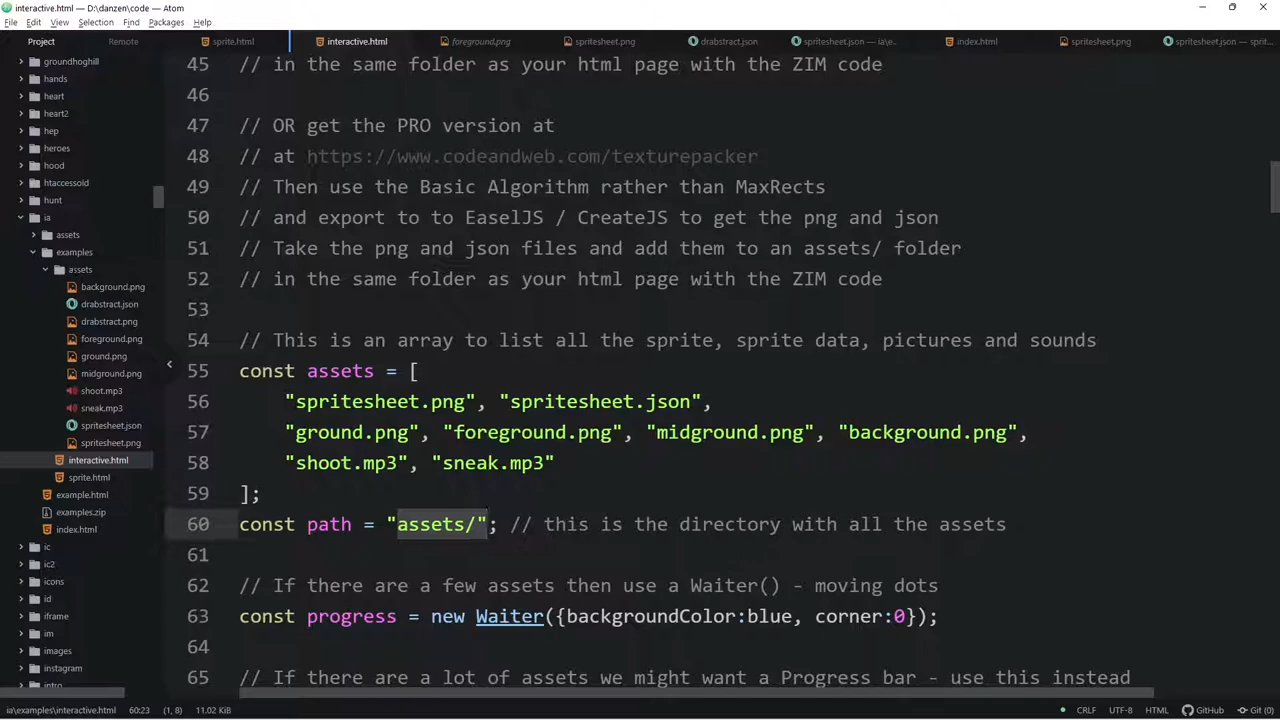 interactive.html — D:\danzen\code — Atom
File Edit View Selection Find Packages Help
Project Remote
sprite.html interactive.html foreground.png spritesheet.png drabstract.json spritesheet.json — ia\e... index.html spritesheet.png spritesheet.json — sprit...
groundhoghill
hands
heart
heart2
hep
heroes
hood
htaccessold
hunt
ia
assets
examples
assets
background.png
drabstract.json
drabstract.png
foreground.png
ground.png
midground.png
shoot.mp3
sneak.mp3
spritesheet.json
spritesheet.png
interactive.html
sprite.html
example.html
examples.zip
index.html
ic
ic2
icons
id
iframe
im
images
instagram
intro
45 // in the same folder as your html page with the ZIM code
46
47 // OR get the PRO version at
48 // at https://www.codeandweb.com/texturepacker
49 // Then use the Basic Algorithm rather than MaxRects
50 // and export to to EaselJS / CreateJS to get the png and json
51 // Take the png and json files and add them to an assets/ folder
52 // in the same folder as your html page with the ZIM code
53
54 // This is an array to list all the sprite, sprite data, pictures and sounds
55 const assets = [
56 "spritesheet.png", "spritesheet.json",
57 "ground.png", "foreground.png", "midground.png", "background.png",
58 "shoot.mp3", "sneak.mp3"
59 ];
60 const path = "assets/"; // this is the directory with all the assets
61
62 // If there are a few assets then use a Waiter() - moving dots
63 const progress = new Waiter({backgroundColor:blue, corner:0});
64
65 // If there are a lot of assets we might want a Progress bar - use this instead
ia\examples\interactive.html 60:23 (1, 8) 11.02 KiB CRLF UTF-8 HTML GitHub Git (0)